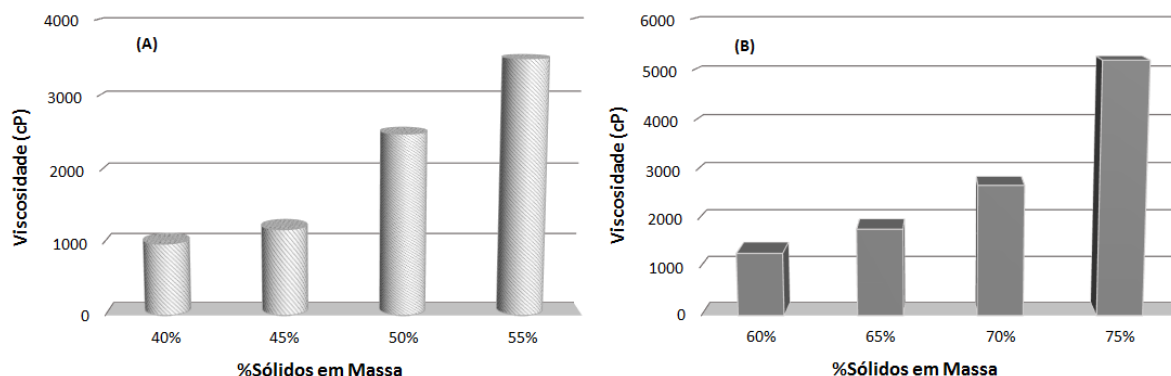 (A)
Viscosidade (cP)
4000
3000
2000
1000
0
40% 45% 50% 55%
%Sólidos em Massa
(B)
Viscosidade (cP)
6000
5000
4000
3000
2000
1000
0
60% 65% 70% 75%
%Sólidos em Massa